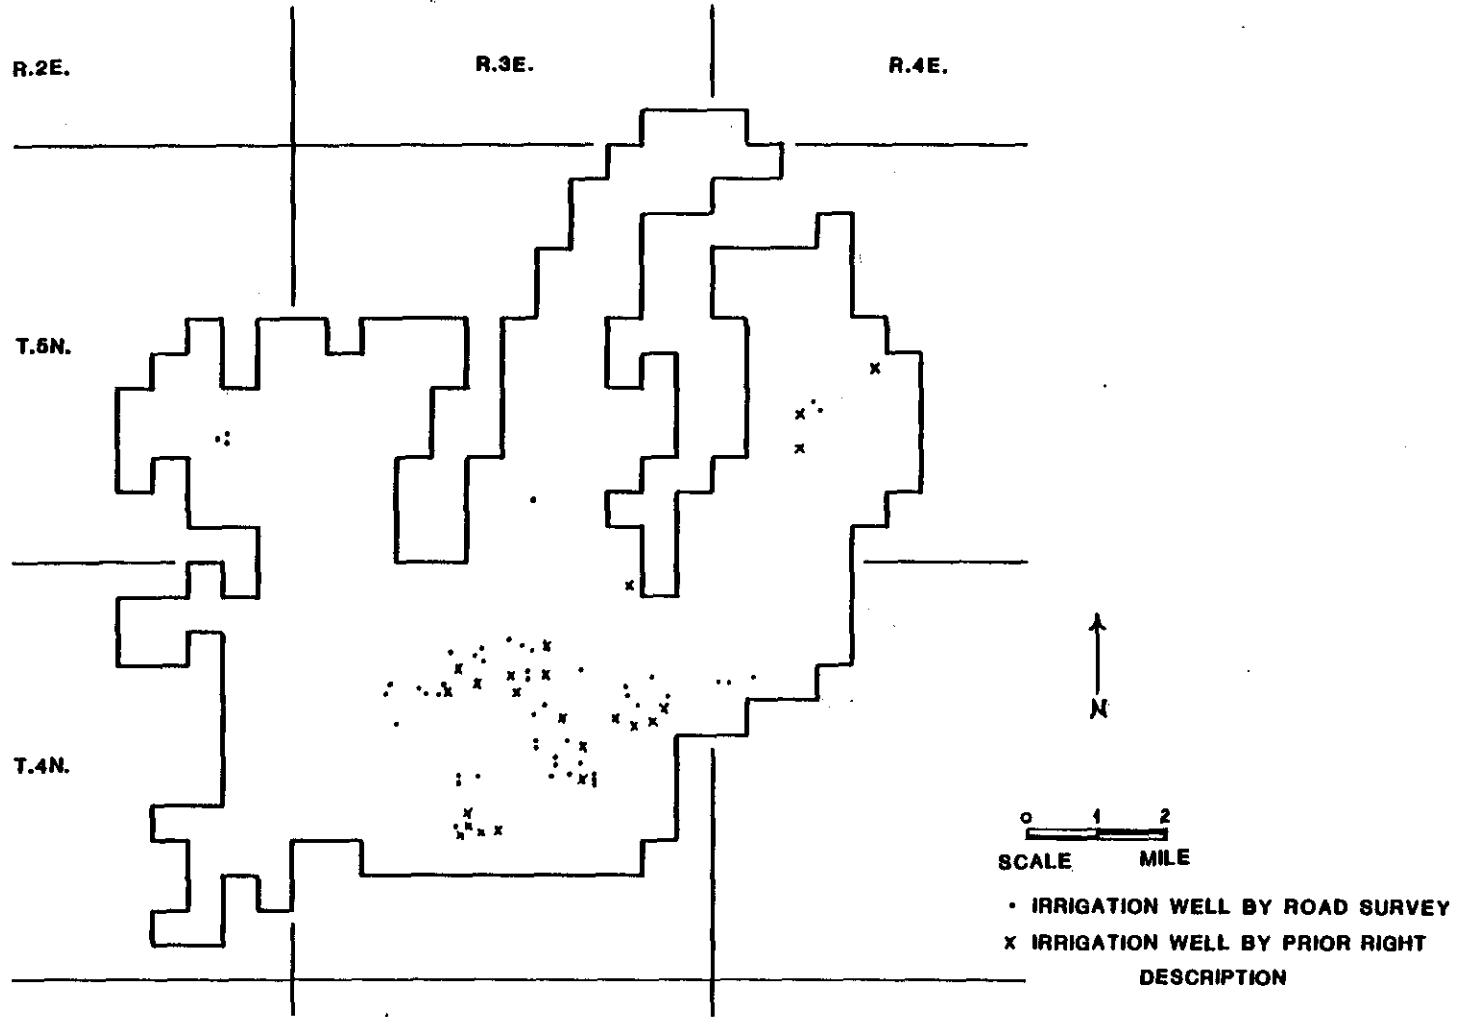 R.2E.
R.3E.
R.4E.
T.5N.
N
T.4N.
0 1 2
SCALE MILE
• IRRIGATION WELL BY ROAD SURVEY
x IRRIGATION WELL BY PRIOR RIGHT
DESCRIPTION